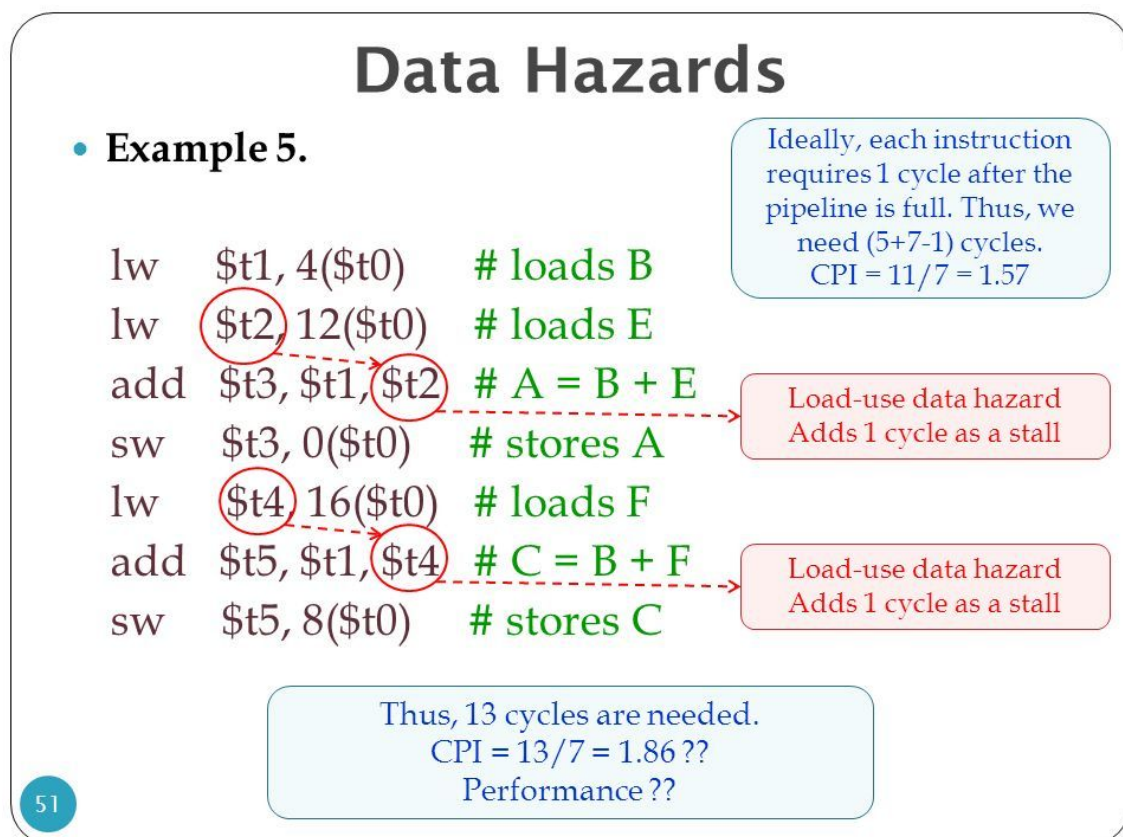 Data Hazards
• Example 5.
Ideally, each instruction
requires 1 cycle after the
pipeline is full. Thus, we
need (5+7-1) cycles.
CPI = 11/7 = 1.57
lw $t1, 4($t0) # loads B
lw $t2, 12($t0) # loads E
add $t3, $t1, $t2 # A = B + E
sw $t3, 0($t0) # stores A
lw $t4, 16($t0) # loads F
add $t5, $t1, $t4 # C = B + F
sw $t5, 8($t0) # stores C
Load-use data hazard
Adds 1 cycle as a stall
Load-use data hazard
Adds 1 cycle as a stall
Thus, 13 cycles are needed.
CPI = 13/7 = 1.86 ??
Performance ??
51